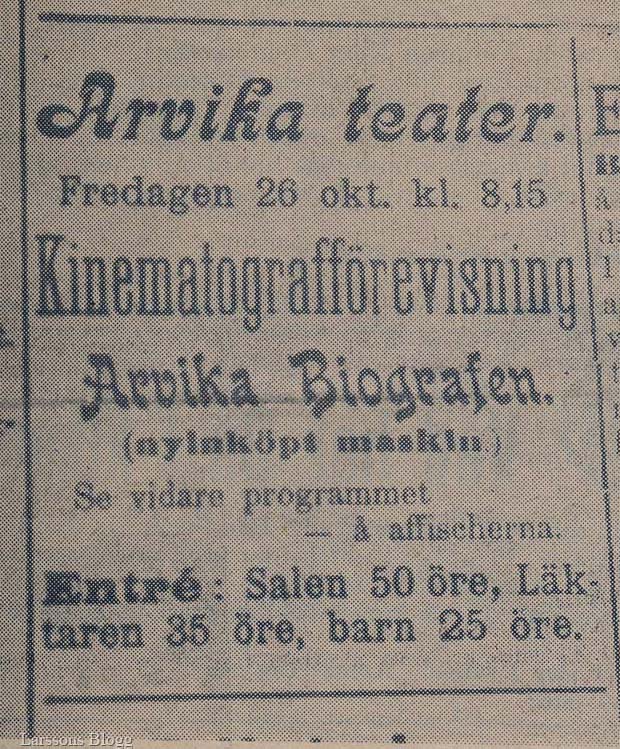 Arvika teater.
Fredagen 26 okt. kl. 8,15
Kinematografförevisning
Arvika Biografen.
(nyinköpt maskin.)
Se vidare programmet
— å affischerna.
Entré: Salen 50 öre, Läk-
taren 35 öre, barn 25 öre.
Larssons Blogg